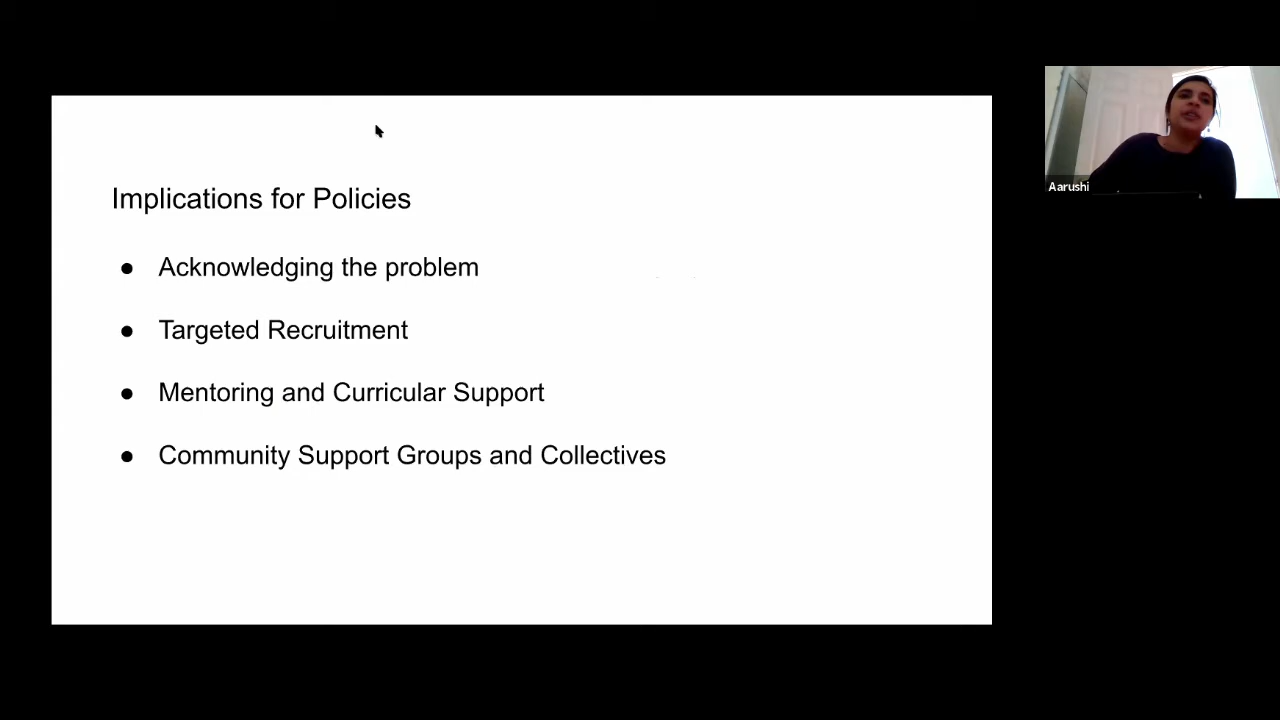 Implications for Policies
● Acknowledging the problem
● Targeted Recruitment
● Mentoring and Curricular Support
● Community Support Groups and Collectives
Aarushi